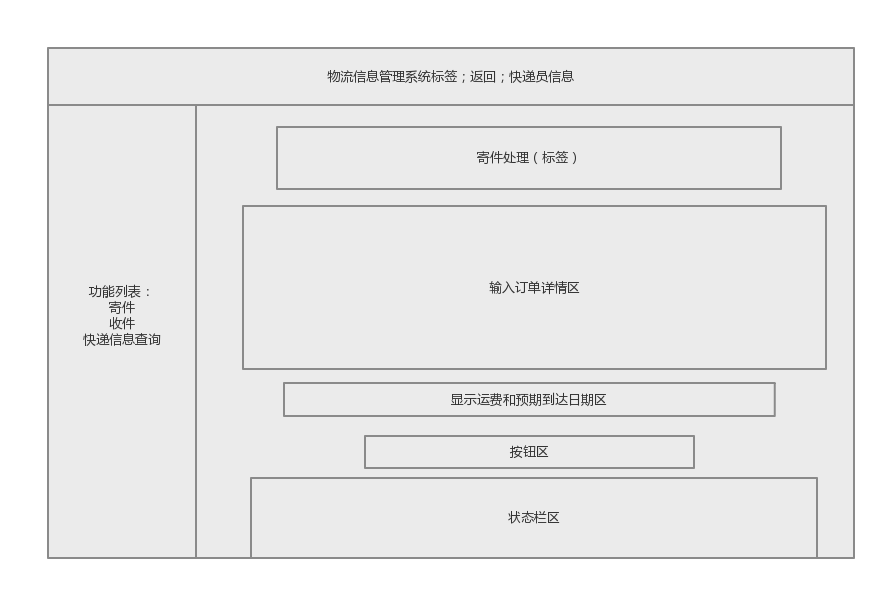 物流信息管理系统标签；返回；快递员信息
寄件处理（标签）
输入订单详情区
功能列表：
寄件
收件
快递信息查询
显示运费和预期到达日期区
按钮区
状态栏区